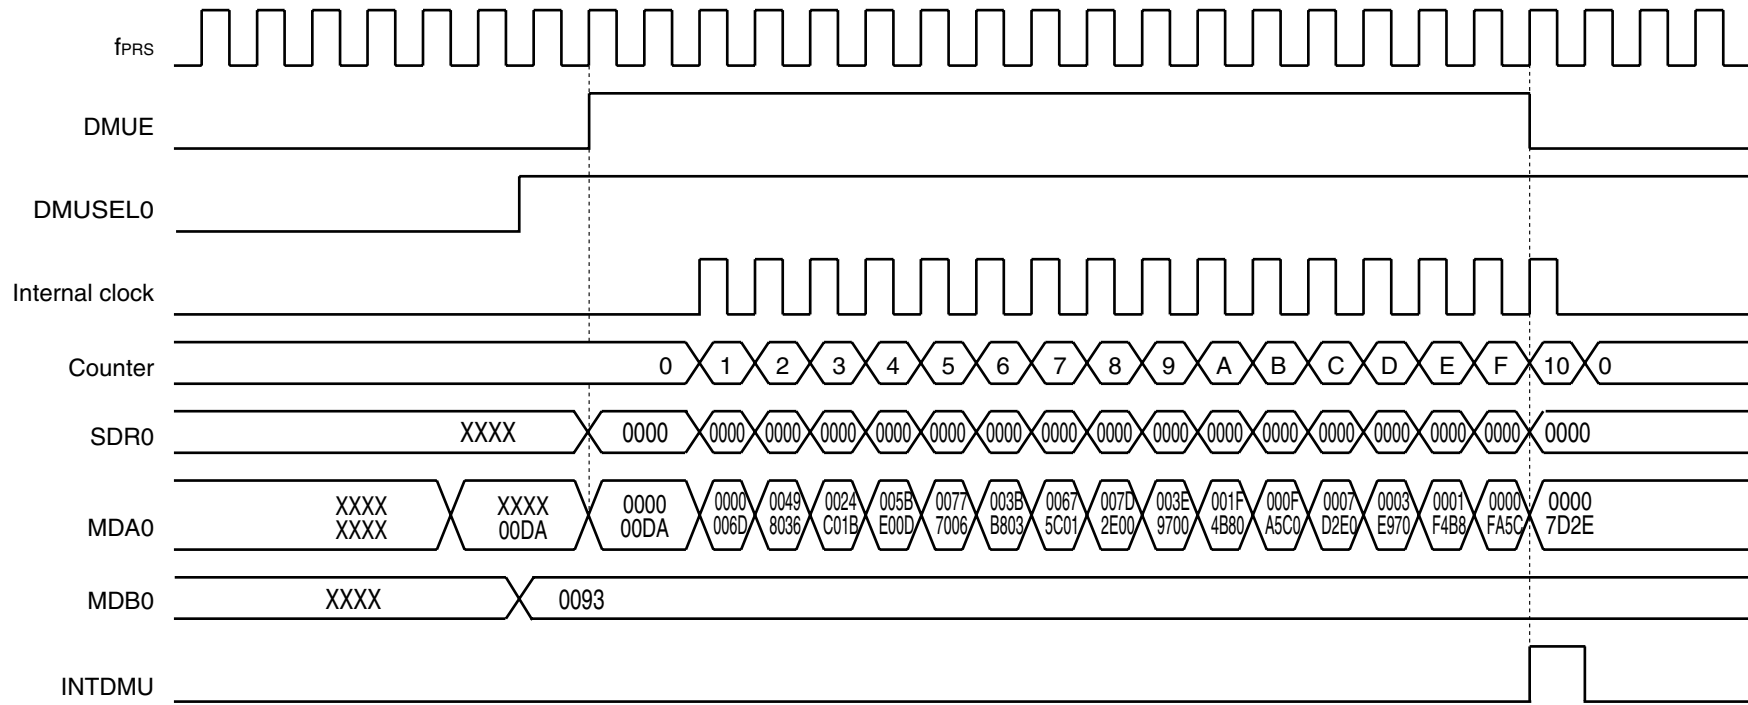 fPRS
DMUE
DMUSEL0
Internal clock
Counter 0 1 2 3 4 5 6 7 8 9 A B C D E F 10 0
SDR0 XXXX 0000 0000 0000 0000 0000 0000 0000 0000 0000 0000 0000 0000 0000 0000 0000 0000 0000
XXXX XXXX 0000 0000 0049 0024 005B 0077 003B 0067 007D 003E 001F 000F 0007 0003 0001 0000 0000
MDA0 XXXX 00DA 00DA 006D 8036 C01B E00D 7006 B803 5C01 2E00 9700 4B80 A5C0 D2E0 E970 F4B8 FA5C 7D2E
MDB0 XXXX 0093
INTDMU